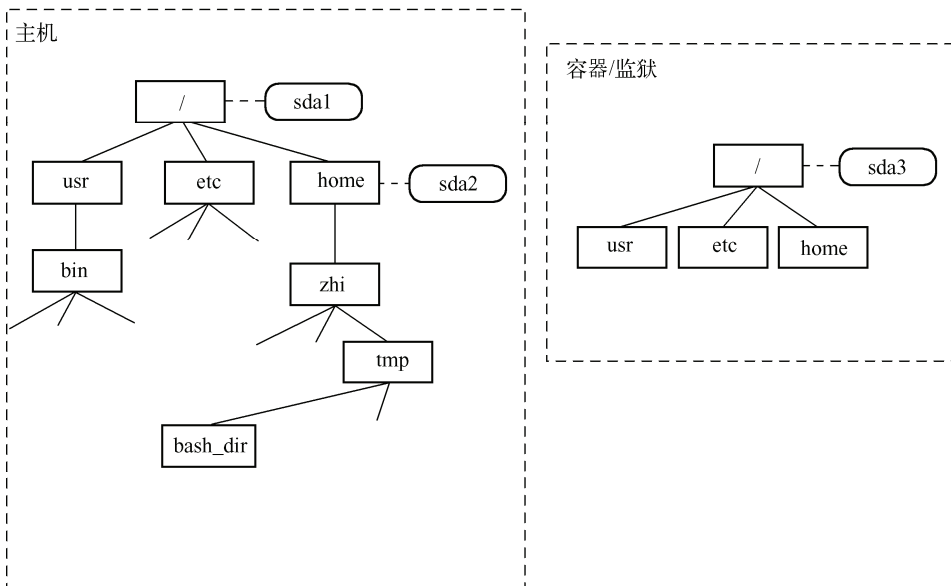 主机
/
sda1
usr
etc
home
sda2
bin
zhi
tmp
bash_dir
容器/监狱
/
sda3
usr
etc
home